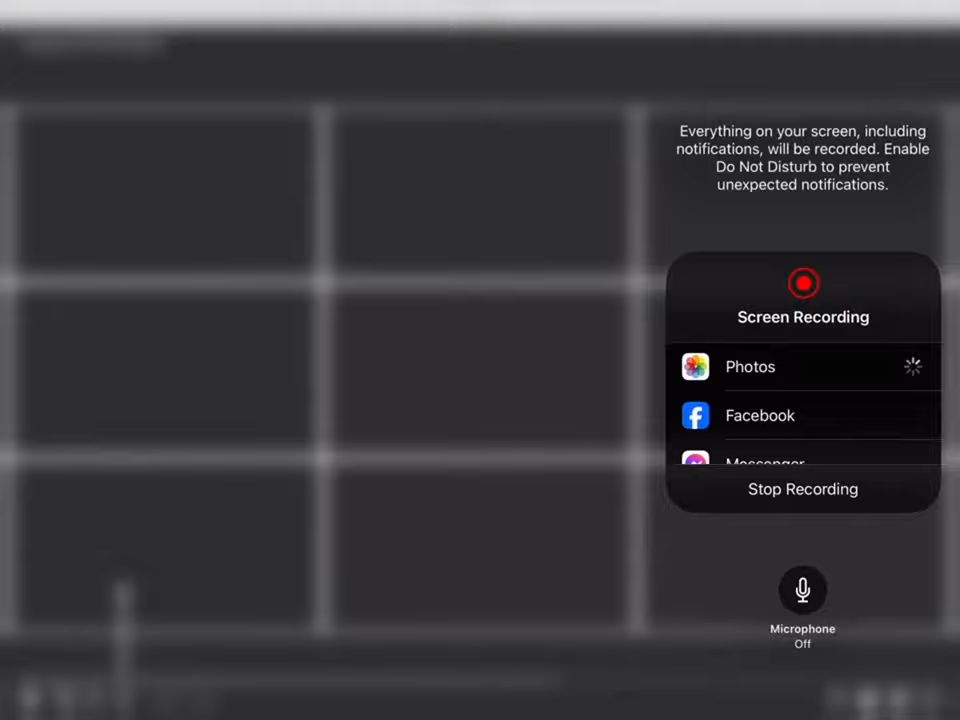 Everything on your screen, including
notifications, will be recorded. Enable
Do Not Disturb to prevent
unexpected notifications.
Screen Recording
Photos
Facebook
Messenger
Stop Recording
Microphone
Off